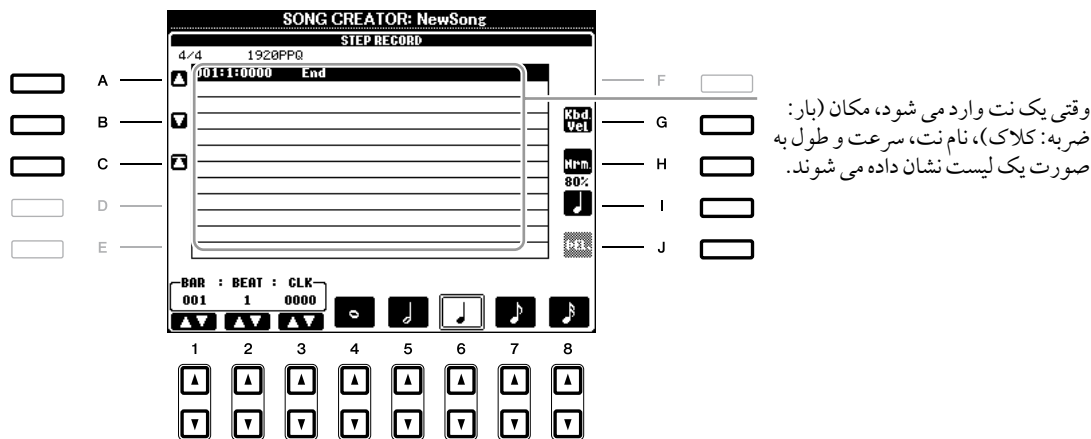 SONG CREATOR: NewSong
STEP RECORD
4/4 1920PPQ
001:1:0000 End
A
B
C
D
E
F
Kbd. Vel G
Nrm. H
80%
I
DEL. J
وقتی یک نت وارد می شود، مکان (بار:
ضربه: کلاک)، نام نت، سرعت و طول به
صورت یک لیست نشان داده می شوند.
BAR : BEAT : CLK
001 1 0000
1 2 3 4 5 6 7 8